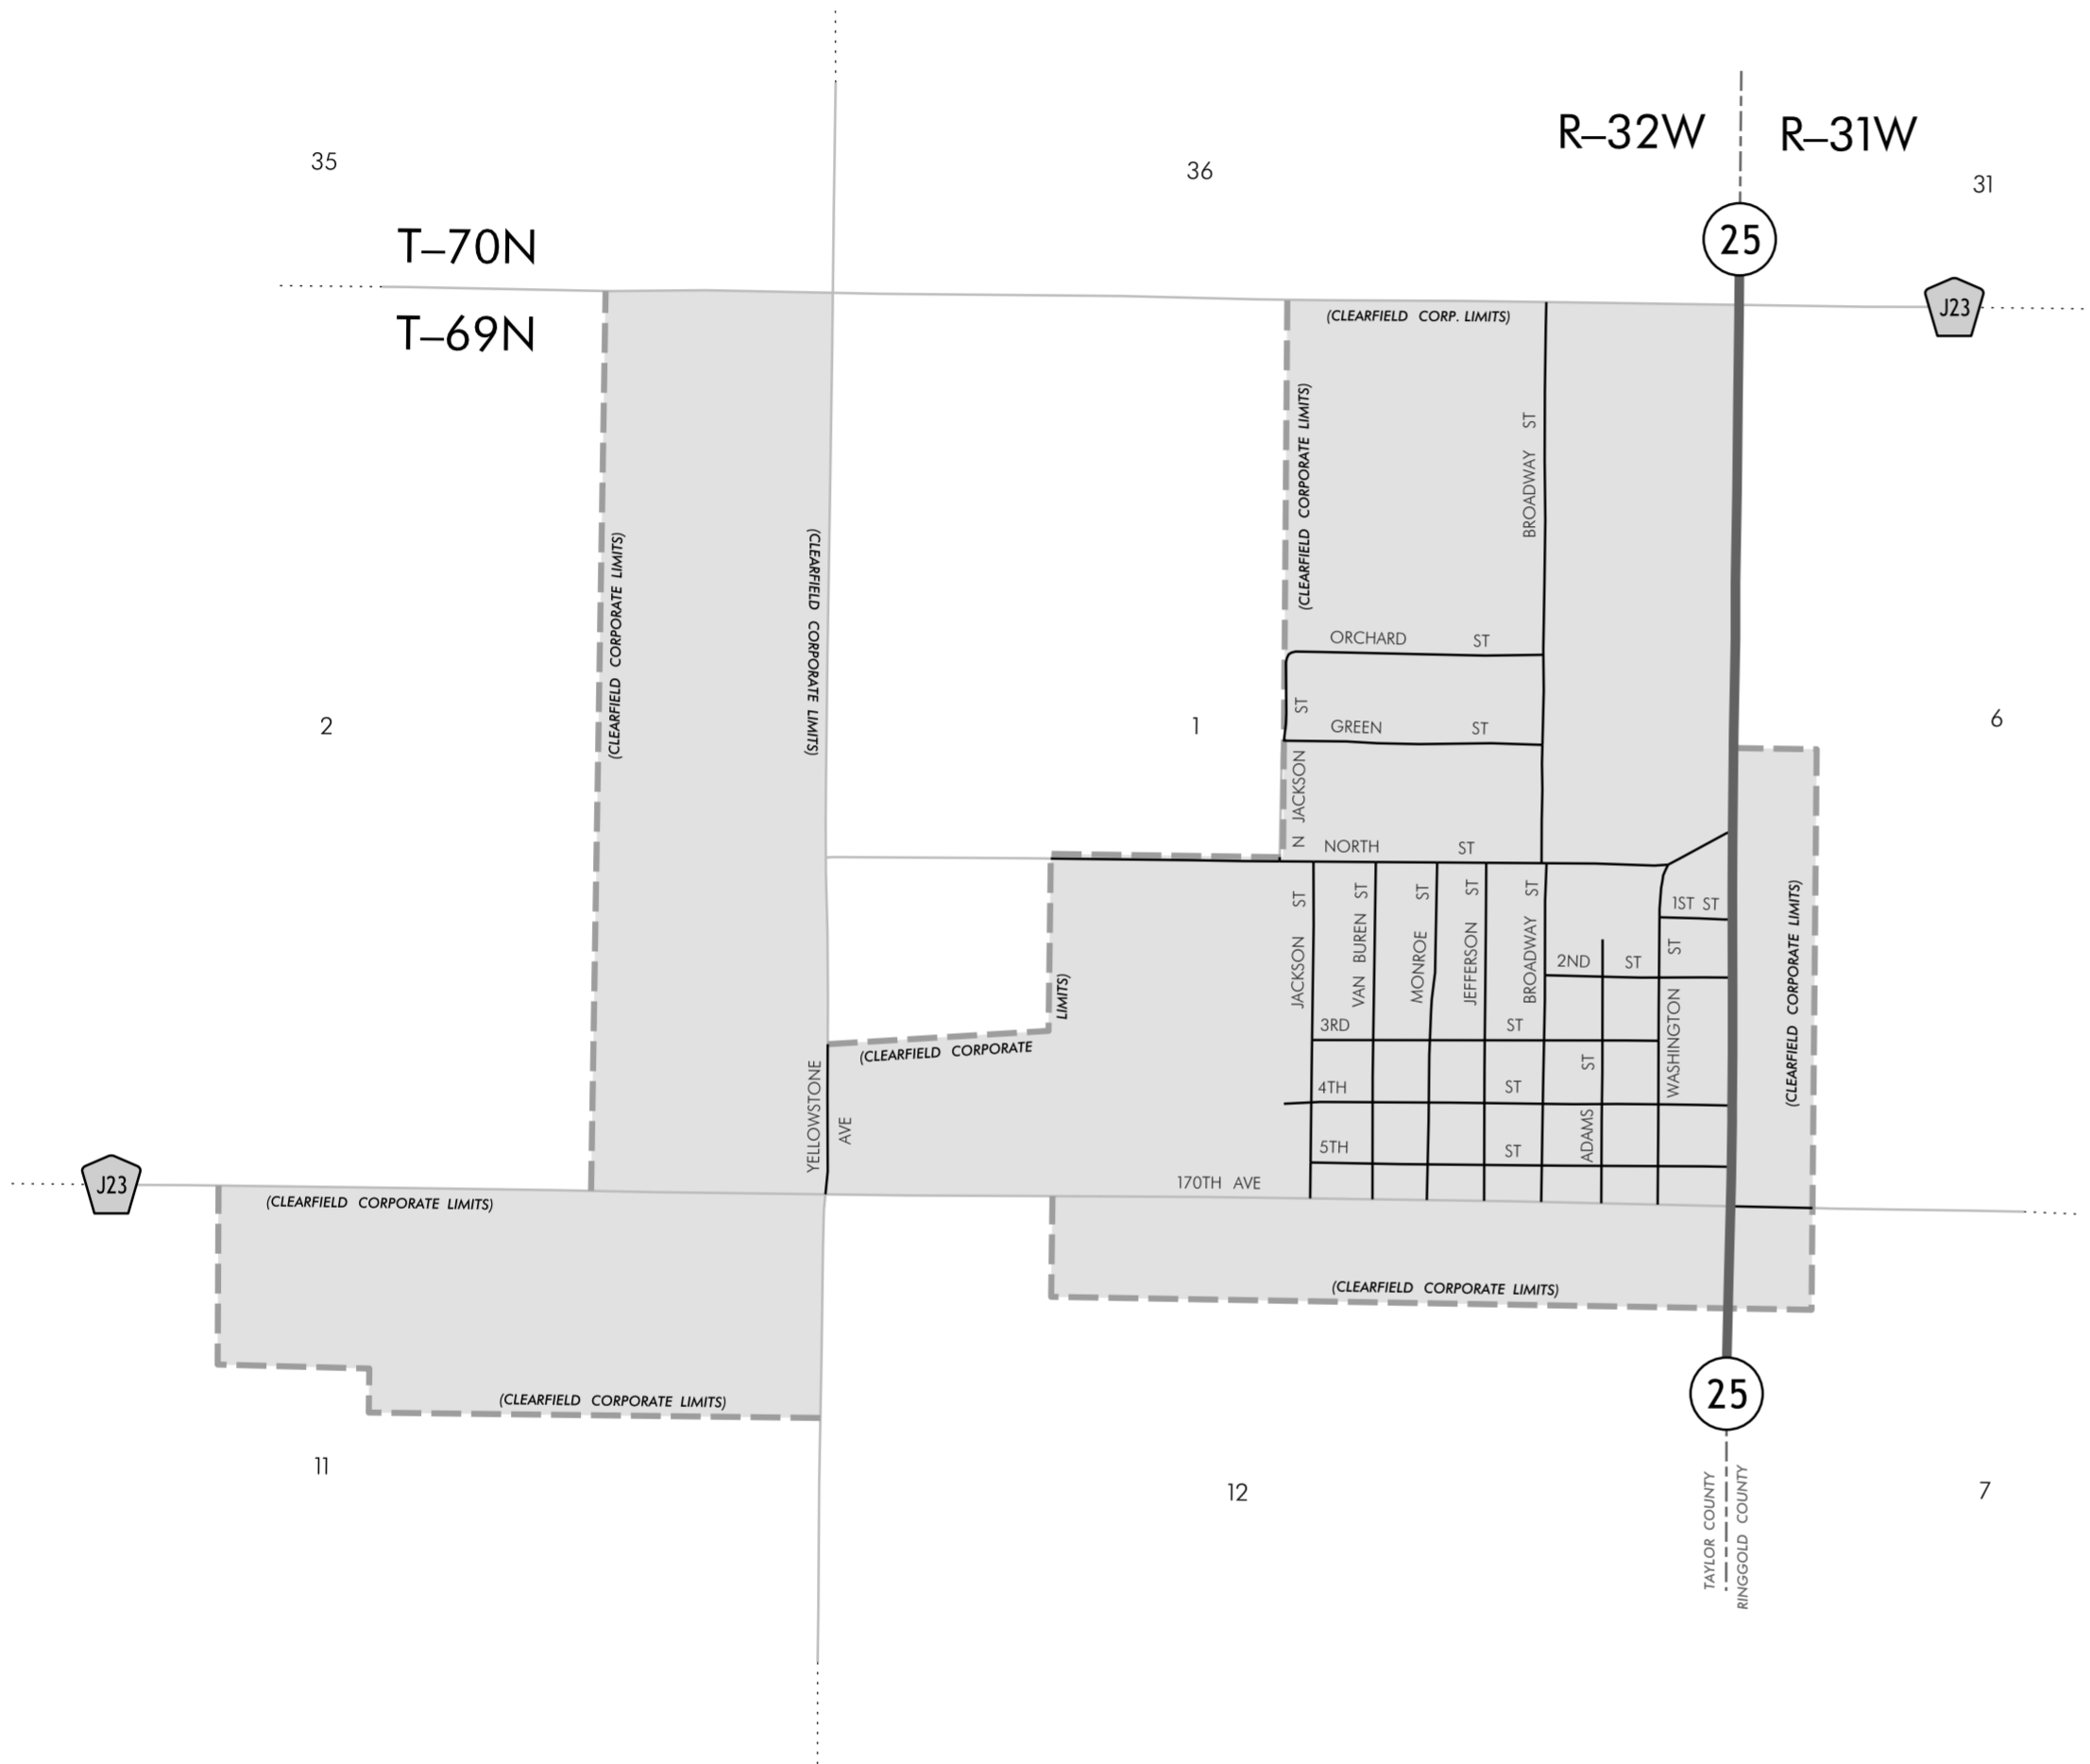 R–32W
R–31W
35
36
31
25
T–70N
T–69N
J23
(CLEARFIELD CORP. LIMITS)
(CLEARFIELD CORPORATE LIMITS)
BROADWAY ST
(CLEARFIELD CORPORATE LIMITS)
(CLEARFIELD CORPORATE LIMITS)
ORCHARD ST
2
1
6
GREEN ST
N JACKSON ST
NORTH ST
JACKSON ST
VAN BUREN ST
MONROE ST
JEFFERSON ST
BROADWAY ST
1ST ST
2ND ST
WASHINGTON ST
(CLEARFIELD CORPORATE LIMITS)
3RD ST
(CLEARFIELD CORPORATE LIMITS)
YELLOWSTONE AVE
4TH ST
ADAMS ST
5TH ST
170TH AVE
J23
(CLEARFIELD CORPORATE LIMITS)
(CLEARFIELD CORPORATE LIMITS)
(CLEARFIELD CORPORATE LIMITS)
25
11
12
7
TAYLOR COUNTY
RINGGOLD COUNTY